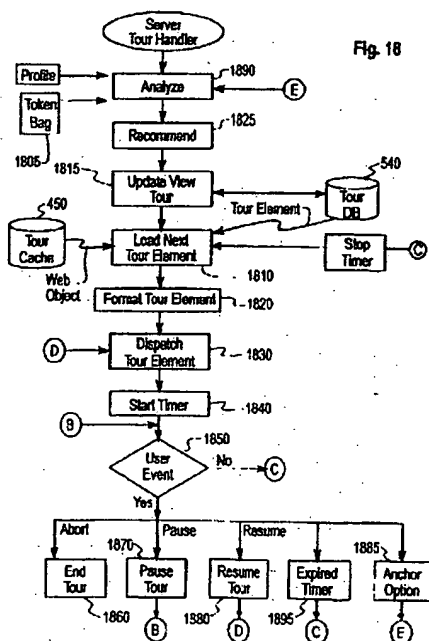 Server
Tour Handler
Fig. 18
Profile
1890
Analyze
E
Token
Bag
1805
1825
Recommend
1815
Update View
Tour
540
Tour
DB
Tour Element
450
Tour
Cache
Load Next
Tour Element
Stop
Timer
C
Web
Object
1810
Format Tour Element
1820
D
Dispatch
Tour Element
1830
Start Timer
1840
B
1850
User
Event
No
C
Yes
Abort
Pause
Resume
1870
1885
End
Tour
Pause
Tour
Resume
Tour
Expired
Timer
Anchor
Option
1860
B
1880
D
1895
C
E